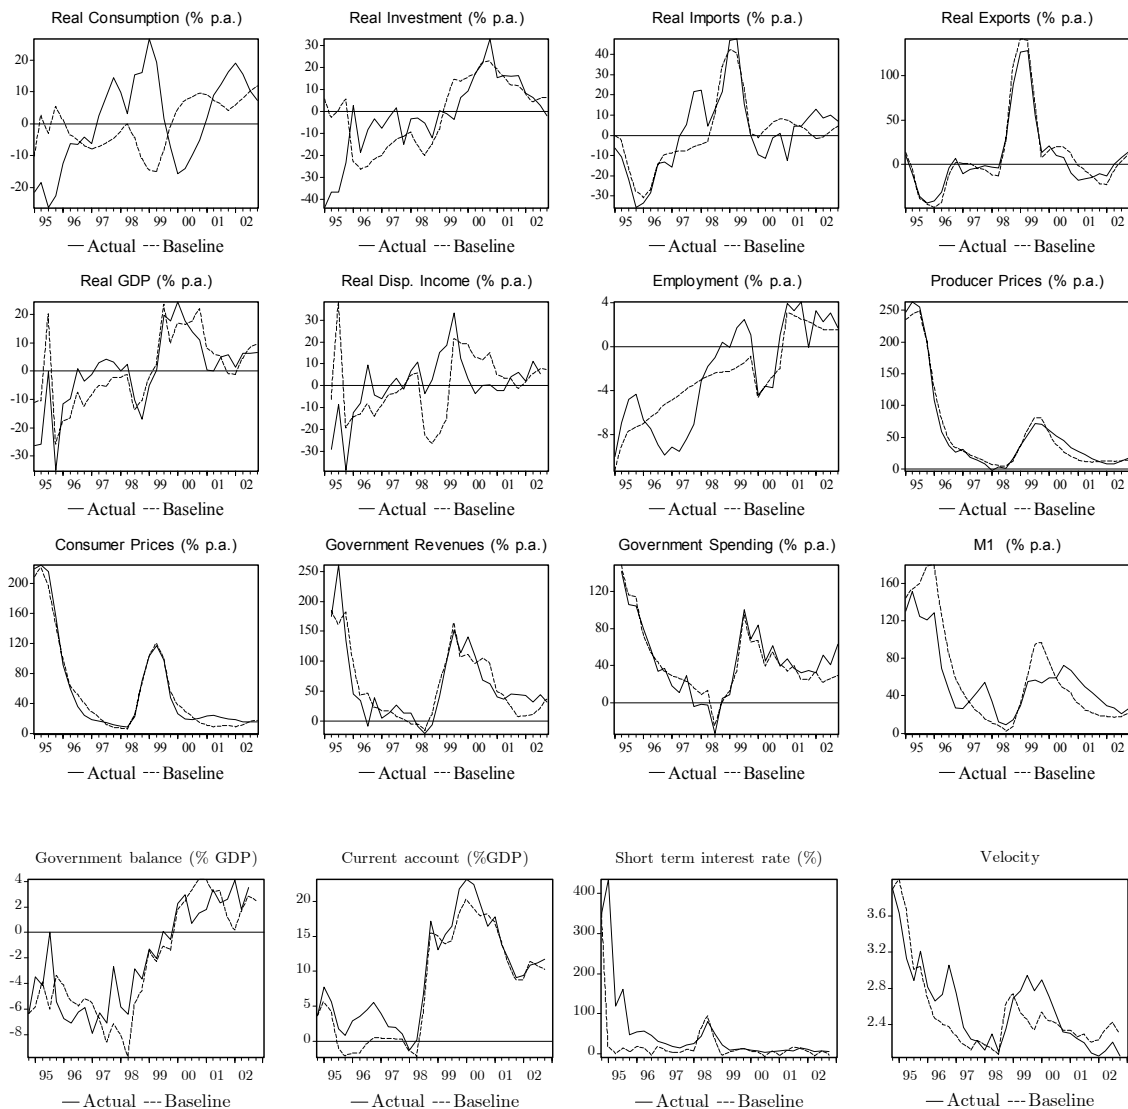 Real Consumption (% p.a.) Real Investment (% p.a.) Real Imports (% p.a.) Real Exports (% p.a.)
20 10 0 -10 -20
30 20 10 0 -10 -20 -30 -40
40 30 20 10 0 -10 -20 -30
100 50 0 -50
95 96 97 98 99 00 01 02 95 96 97 98 99 00 01 02 95 96 97 98 99 00 01 02 95 96 97 98 99 00 01 02
Actual Baseline Actual Baseline Actual Baseline Actual Baseline
Real GDP (% p.a.) Real Disp. Income (% p.a.) Employment (% p.a.) Producer Prices (% p.a.)
20 10 0 -10 -20 -30
30 20 10 0 -10 -20 -30
4 0 -4 -8
250 200 150 100 50 0
95 96 97 98 99 00 01 02 95 96 97 98 99 00 01 02 95 96 97 98 99 00 01 02 95 96 97 98 99 00 01 02
Actual Baseline Actual Baseline Actual Baseline Actual Baseline
Consumer Prices (% p.a.) Government Revenues (% p.a.) Government Spending (% p.a.) M1 (% p.a.)
200 160 120 80 40 0
250 200 150 100 50 0
120 80 40 0
160 120 80 40 0
95 96 97 98 99 00 01 02 95 96 97 98 99 00 01 02 95 96 97 98 99 00 01 02 95 96 97 98 99 00 01 02
Actual Baseline Actual Baseline Actual Baseline Actual Baseline
Government balance (% GDP) Current account (%GDP) Short term interest rate (%) Velocity
4 2 0 -2 -4 -6 -8
20 15 10 5 0
400 300 200 100 0
3.6 3.2 2.8 2.4
95 96 97 98 99 00 01 02 95 96 97 98 99 00 01 02 95 96 97 98 99 00 01 02 95 96 97 98 99 00 01 02
Actual Baseline Actual Baseline Actual Baseline Actual Baseline